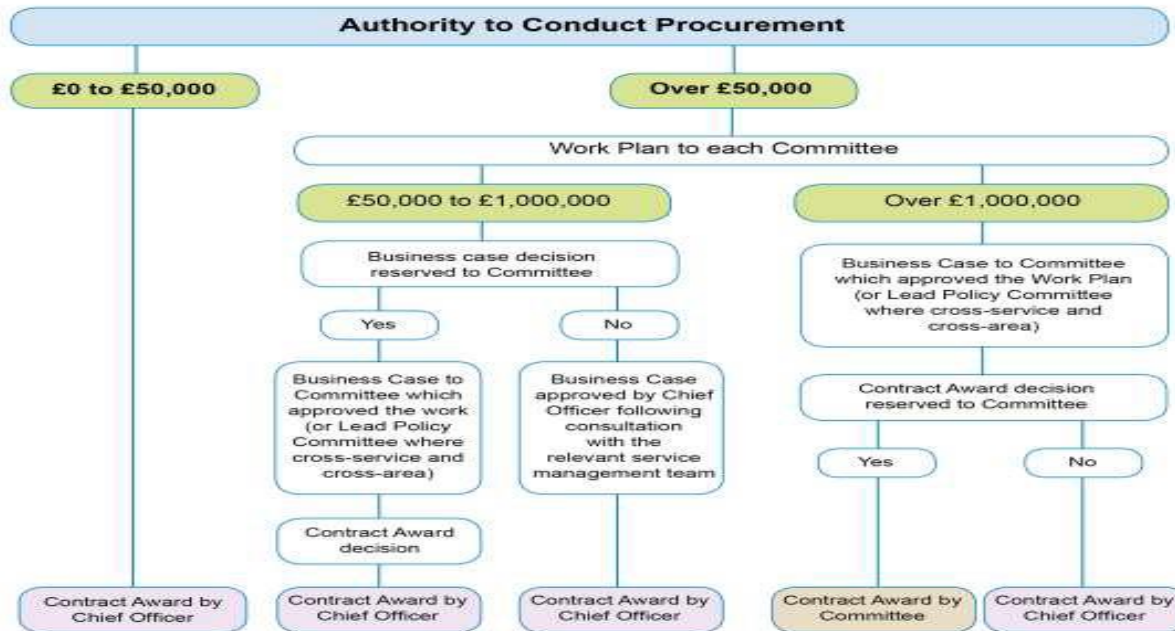 Authority to Conduct Procurement
£0 to £50,000
Over £50,000
Work Plan to each Committee
£50,000 to £1,000,000
Over £1,000,000
Business case decision
reserved to Committee
Yes
No
Business Case to
Committee which
approved the work
(or Lead Policy
Committee where
cross-service and
cross-area)
Business Case
approved by Chief
Officer following
consultation
with the
relevant service
management team
Contract Award
decision
Business Case to Committee
which approved the Work Plan
(or Lead Policy Committee
where cross-service and
cross-area)
Contract Award decision
reserved to Committee
Yes
No
Contract Award by
Chief Officer
Contract Award by
Chief Officer
Contract Award by
Chief Officer
Contract Award by
Committee
Contract Award by
Chief Officer